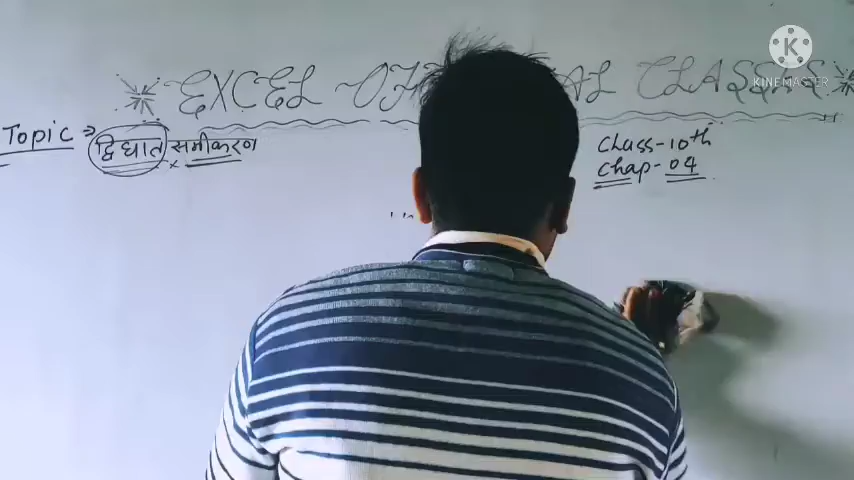 EXCEL
CLASSES
Topic ⇒ द्विघात समीकरण
Class-10th
Chap-04
KINEMASTER